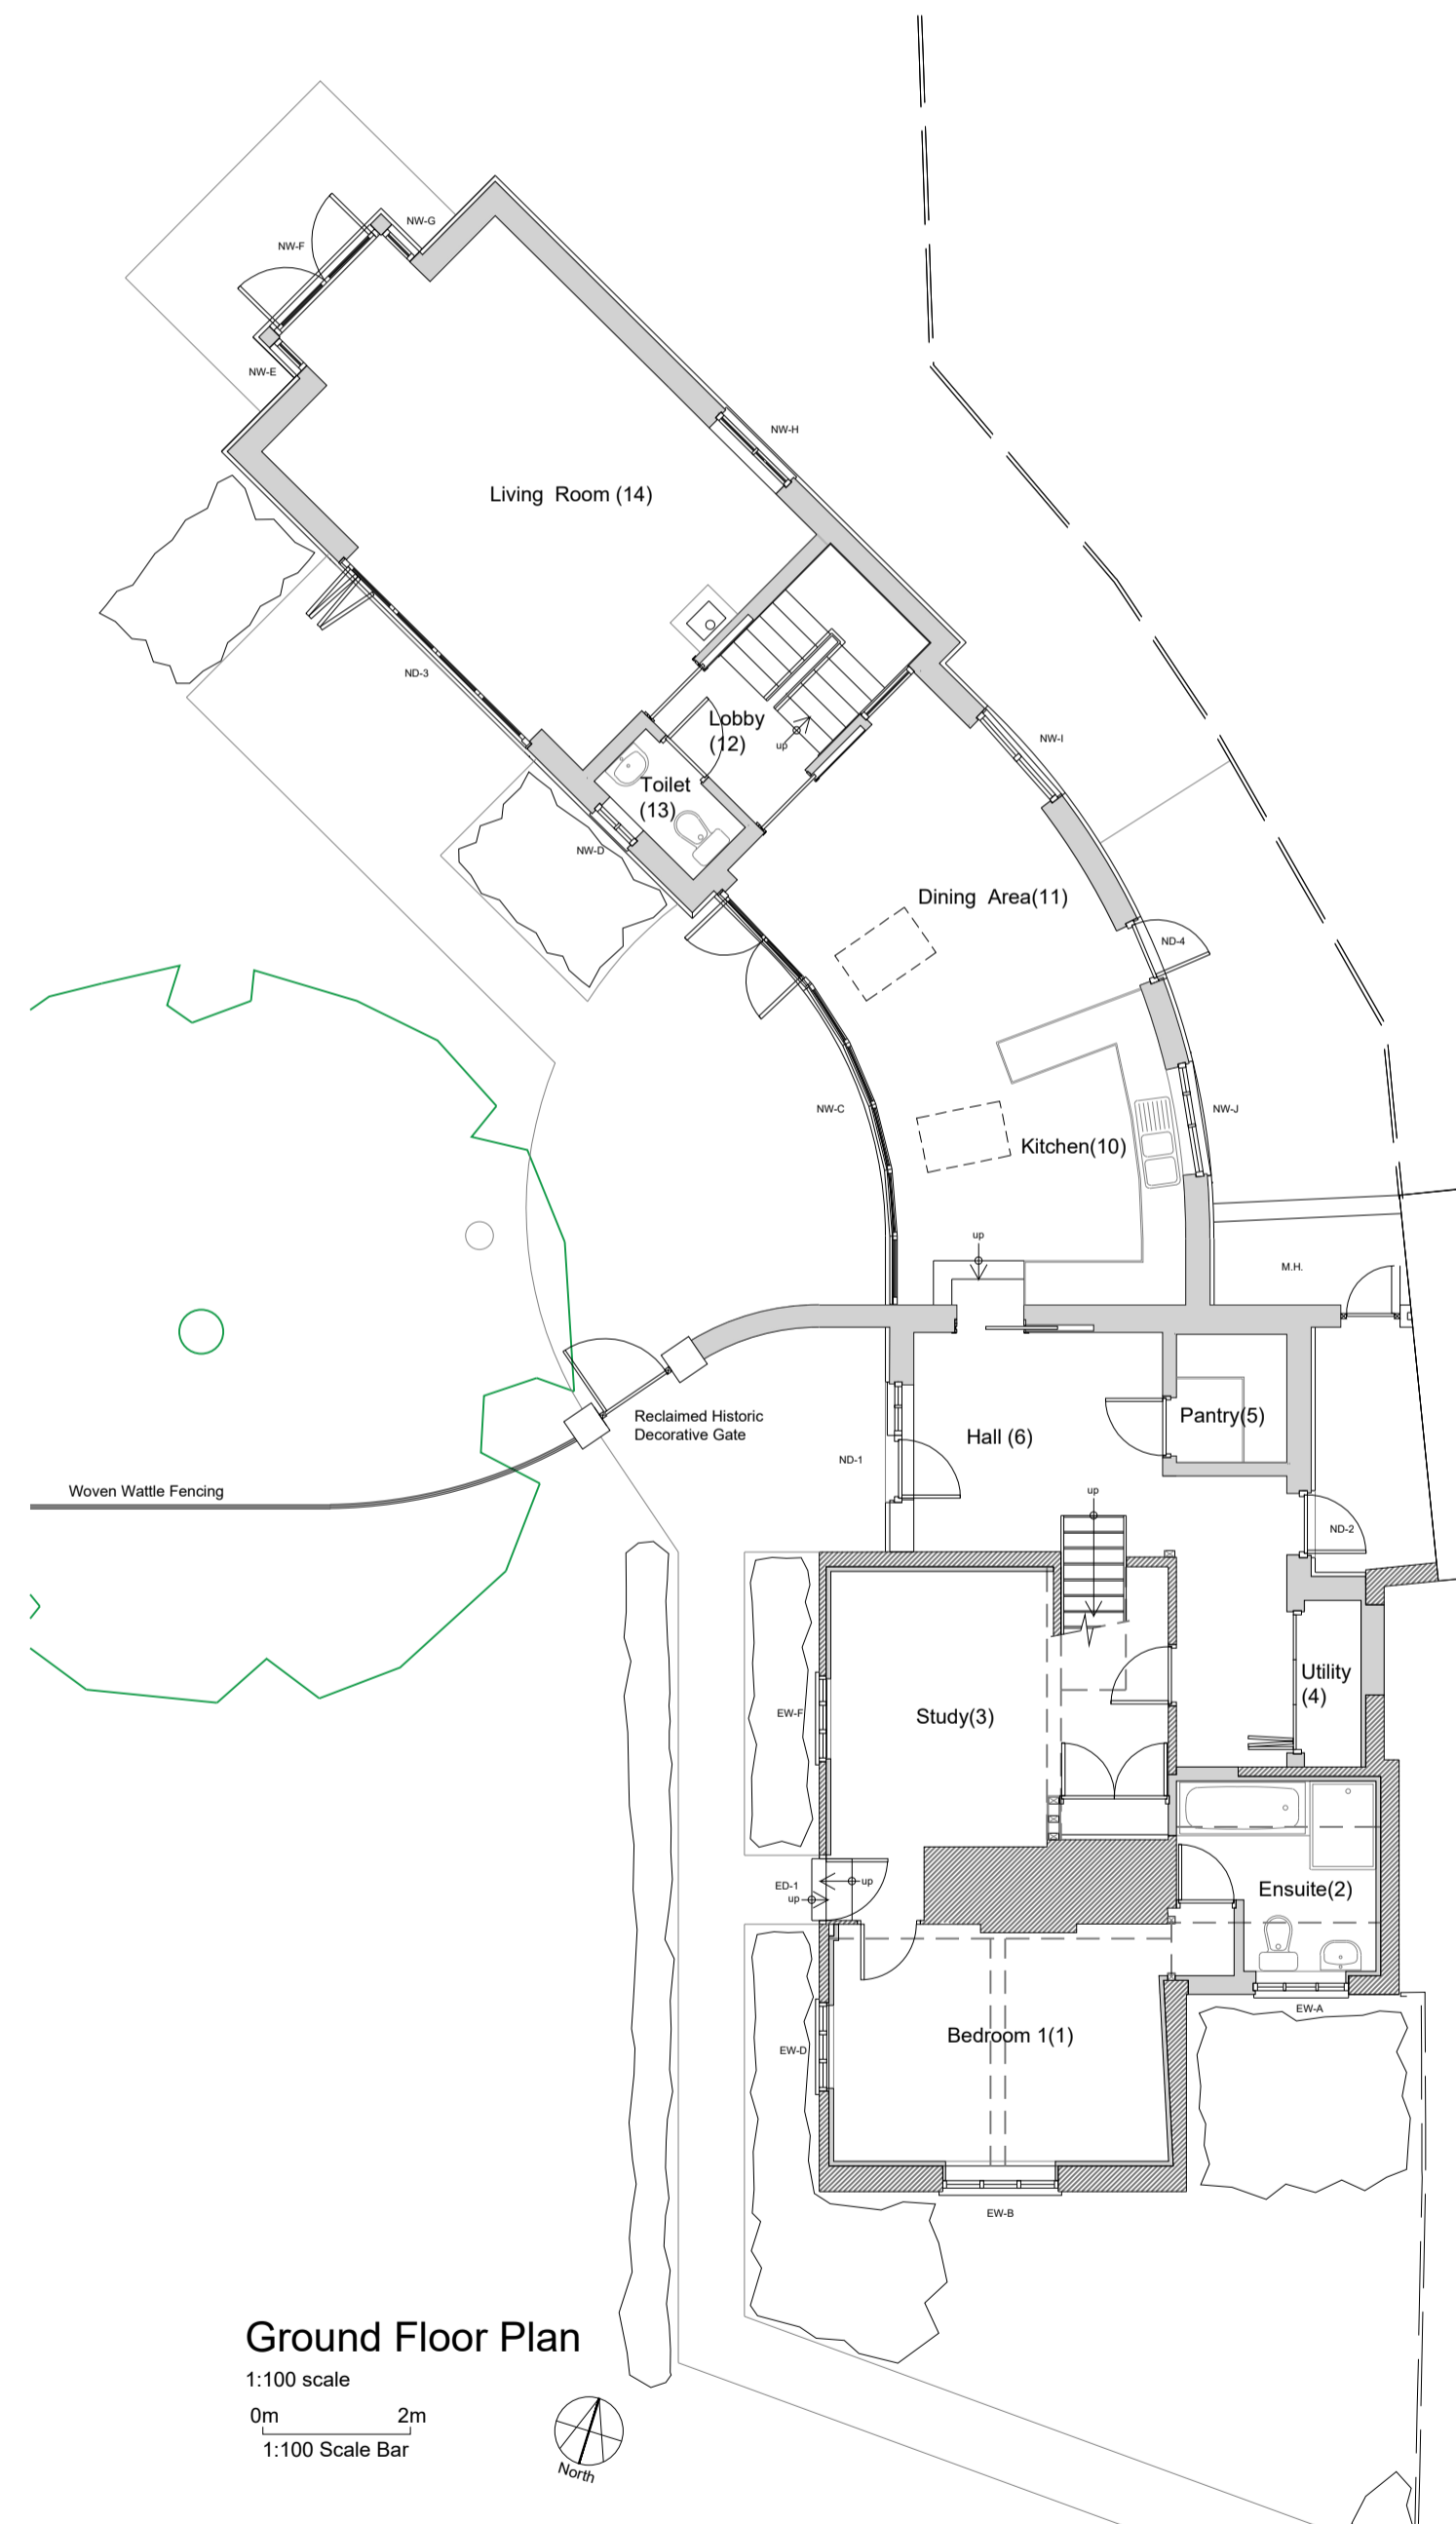 NW-G
NW-F
NW-E
NW-H
Living Room (14)
ND-3
Lobby
(12)
up
NW-I
Toilet
(13)
NW-D
Dining Area(11)
ND-4
NW-C
NW-J
Kitchen(10)
up
M.H.
Reclaimed Historic
Decorative Gate
Pantry(5)
Hall (6)
ND-1
Woven Wattle Fencing
up
ND-2
Utility
(4)
EW-F
Study(3)
ED-1
up
up
Ensuite(2)
EW-A
Bedroom 1(1)
EW-D
EW-B
Ground Floor Plan
1:100 scale
0m 2m
1:100 Scale Bar
North